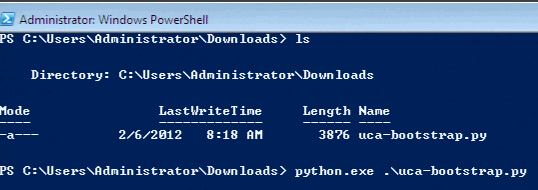 Administrator: Windows PowerShell
PS C:\Users\Administrator\Downloads> ls
Directory: C:\Users\Administrator\Downloads
Mode LastWriteTime Length Name
---- ------------- ------ ----
-a--- 2/6/2012 8:18 AM 3876 uca-bootstrap.py
PS C:\Users\Administrator\Downloads> python.exe .\uca-bootstrap.py